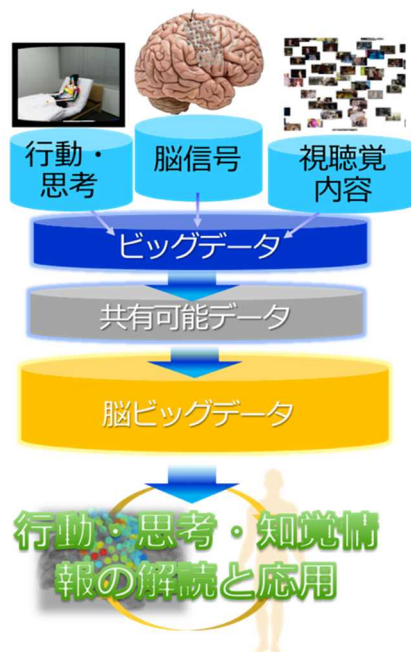 行動・
思考
脳信号
視聴覚
内容
ビッグデータ
共有可能データ
脳ビッグデータ
行動・思考・知覚情
報の解読と応用